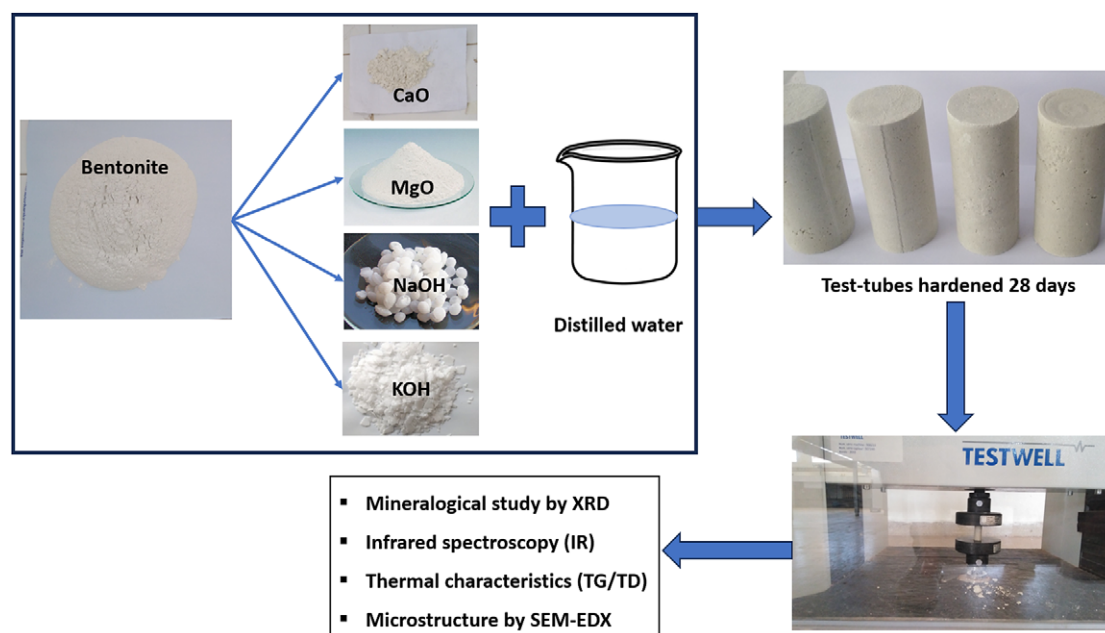 Bentonite
CaO
MgO
NaOH
KOH
Distilled water
Test-tubes hardened 28 days
TESTWELL
▪ Mineralogical study by XRD
▪ Infrared spectroscopy (IR)
▪ Thermal characteristics (TG/TD)
▪ Microstructure by SEM-EDX